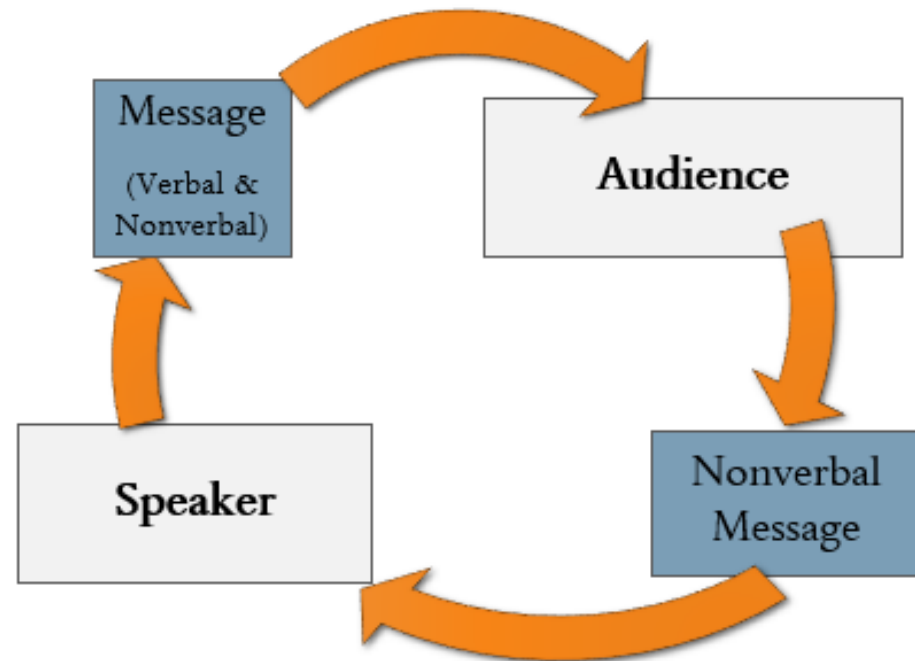 Message
(Verbal &
Nonverbal)
Audience
Speaker
Nonverbal
Message